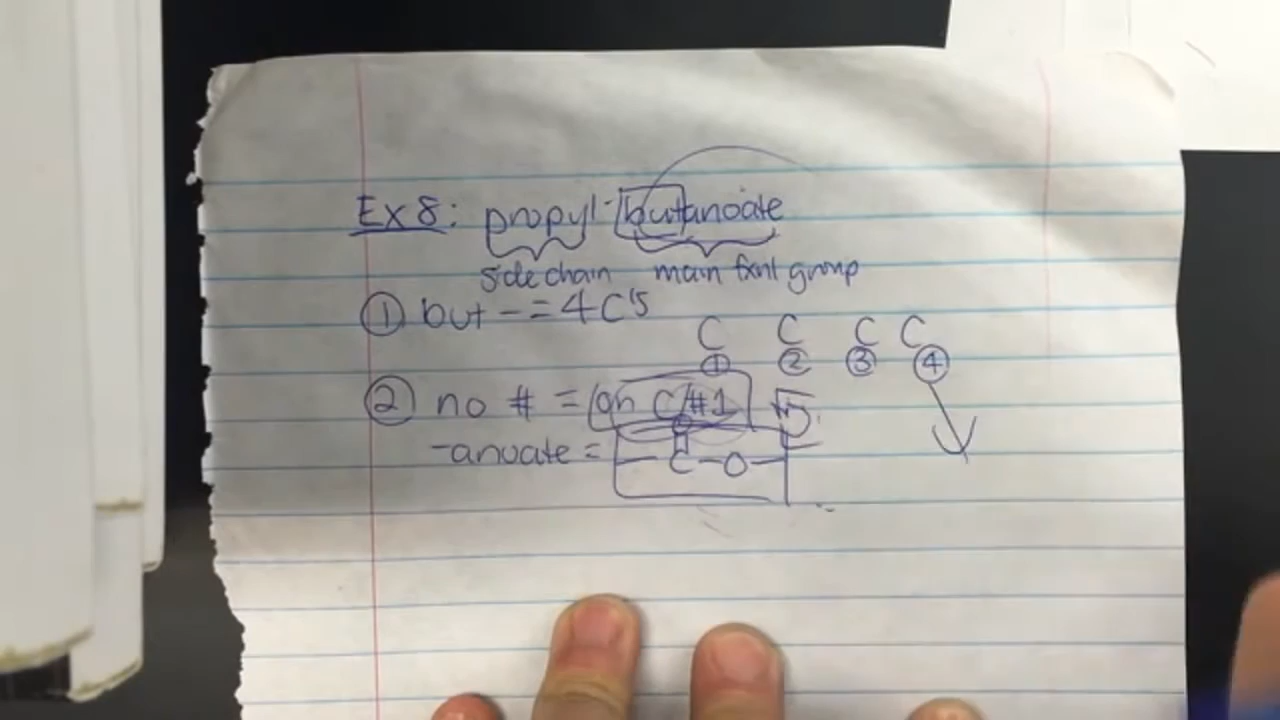 Ex 8: propyl-butanoate
side chain main fxnl group
① but - = 4 C's
C C C C
① ② ③ ④
② no # = on C #1
-anoate = -C-O-
O